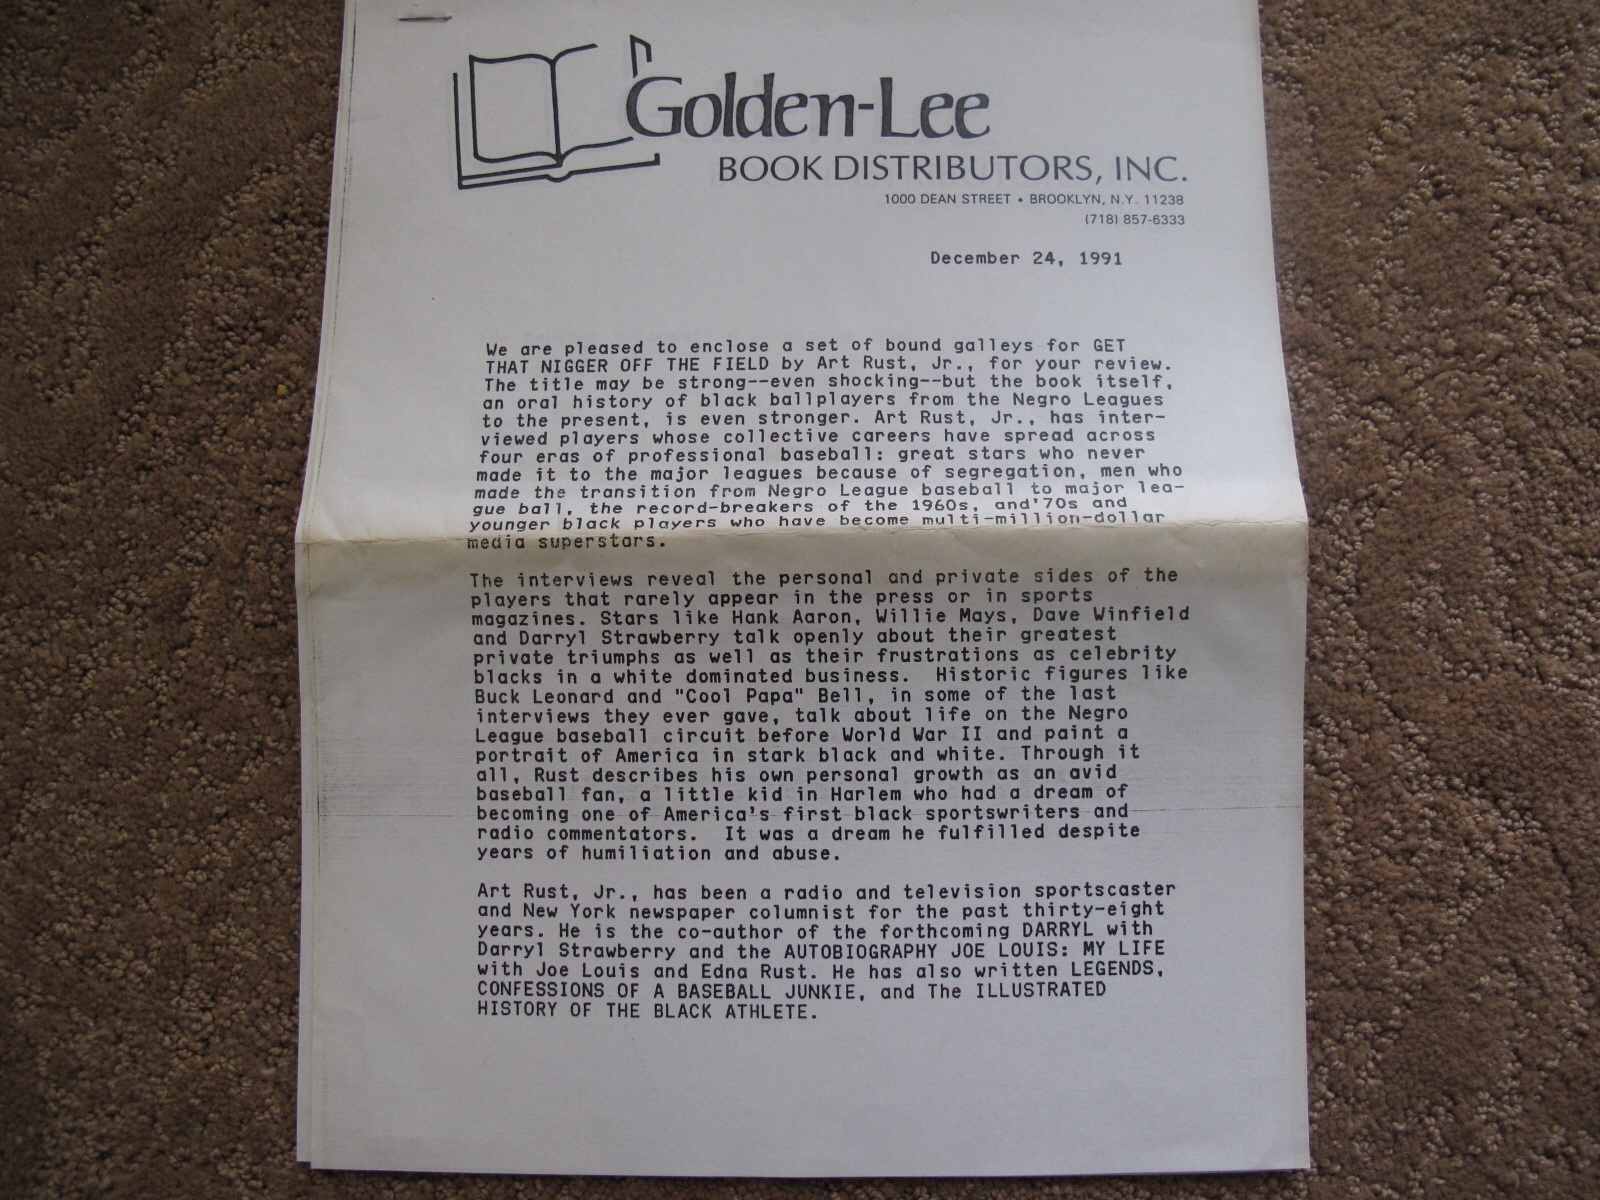 Golden-Lee
BOOK DISTRIBUTORS, INC.
1000 DEAN STREET • BROOKLYN, N.Y. 11238
(718) 857-6333
December 24, 1991
We are pleased to enclose a set of bound galleys for GET
THAT NIGGER OFF THE FIELD by Art Rust, Jr., for your review.
The title may be strong--even shocking--but the book itself,
an oral history of black ballplayers from the Negro Leagues
to the present, is even stronger. Art Rust, Jr., has inter-
viewed players whose collective careers have spread across
four eras of professional baseball: great stars who never
made it to the major leagues because of segregation, men who
made the transition from Negro League baseball to major lea-
gue ball, the record-breakers of the 1960s, and'70s and
younger black players who have become multi-million-dollar
media superstars.
The interviews reveal the personal and private sides of the
players that rarely appear in the press or in sports
magazines. Stars like Hank Aaron, Willie Mays, Dave Winfield
and Darryl Strawberry talk openly about their greatest
private triumphs as well as their frustrations as celebrity
blacks in a white dominated business.  Historic figures like
Buck Leonard and "Cool Papa" Bell, in some of the last
interviews they ever gave, talk about life on the Negro
League baseball circuit before World War II and paint a
portrait of America in stark black and white. Through it
all, Rust describes his own personal growth as an avid
baseball fan, a little kid in Harlem who had a dream of
becoming one of America's first black sportswriters and
radio commentators.  It was a dream he fulfilled despite
years of humiliation and abuse.
Art Rust, Jr., has been a radio and television sportscaster
and New York newspaper columnist for the past thirty-eight
years. He is the co-author of the forthcoming DARRYL with
Darryl Strawberry and the AUTOBIOGRAPHY JOE LOUIS: MY LIFE
with Joe Louis and Edna Rust. He has also written LEGENDS,
CONFESSIONS OF A BASEBALL JUNKIE, and The ILLUSTRATED
HISTORY OF THE BLACK ATHLETE.